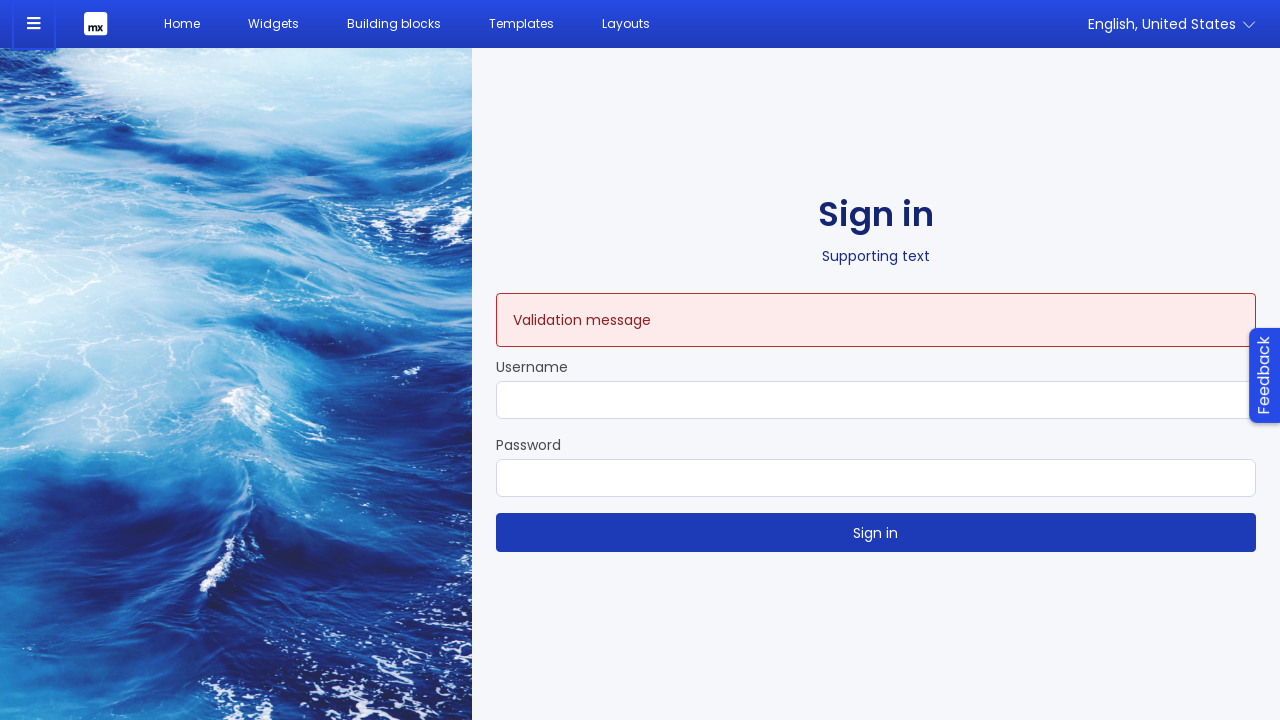 mx
Home
Widgets
Building blocks
Templates
Layouts
English, United States
Sign in
Supporting text
Validation message
Username
Password
Sign in
Feedback